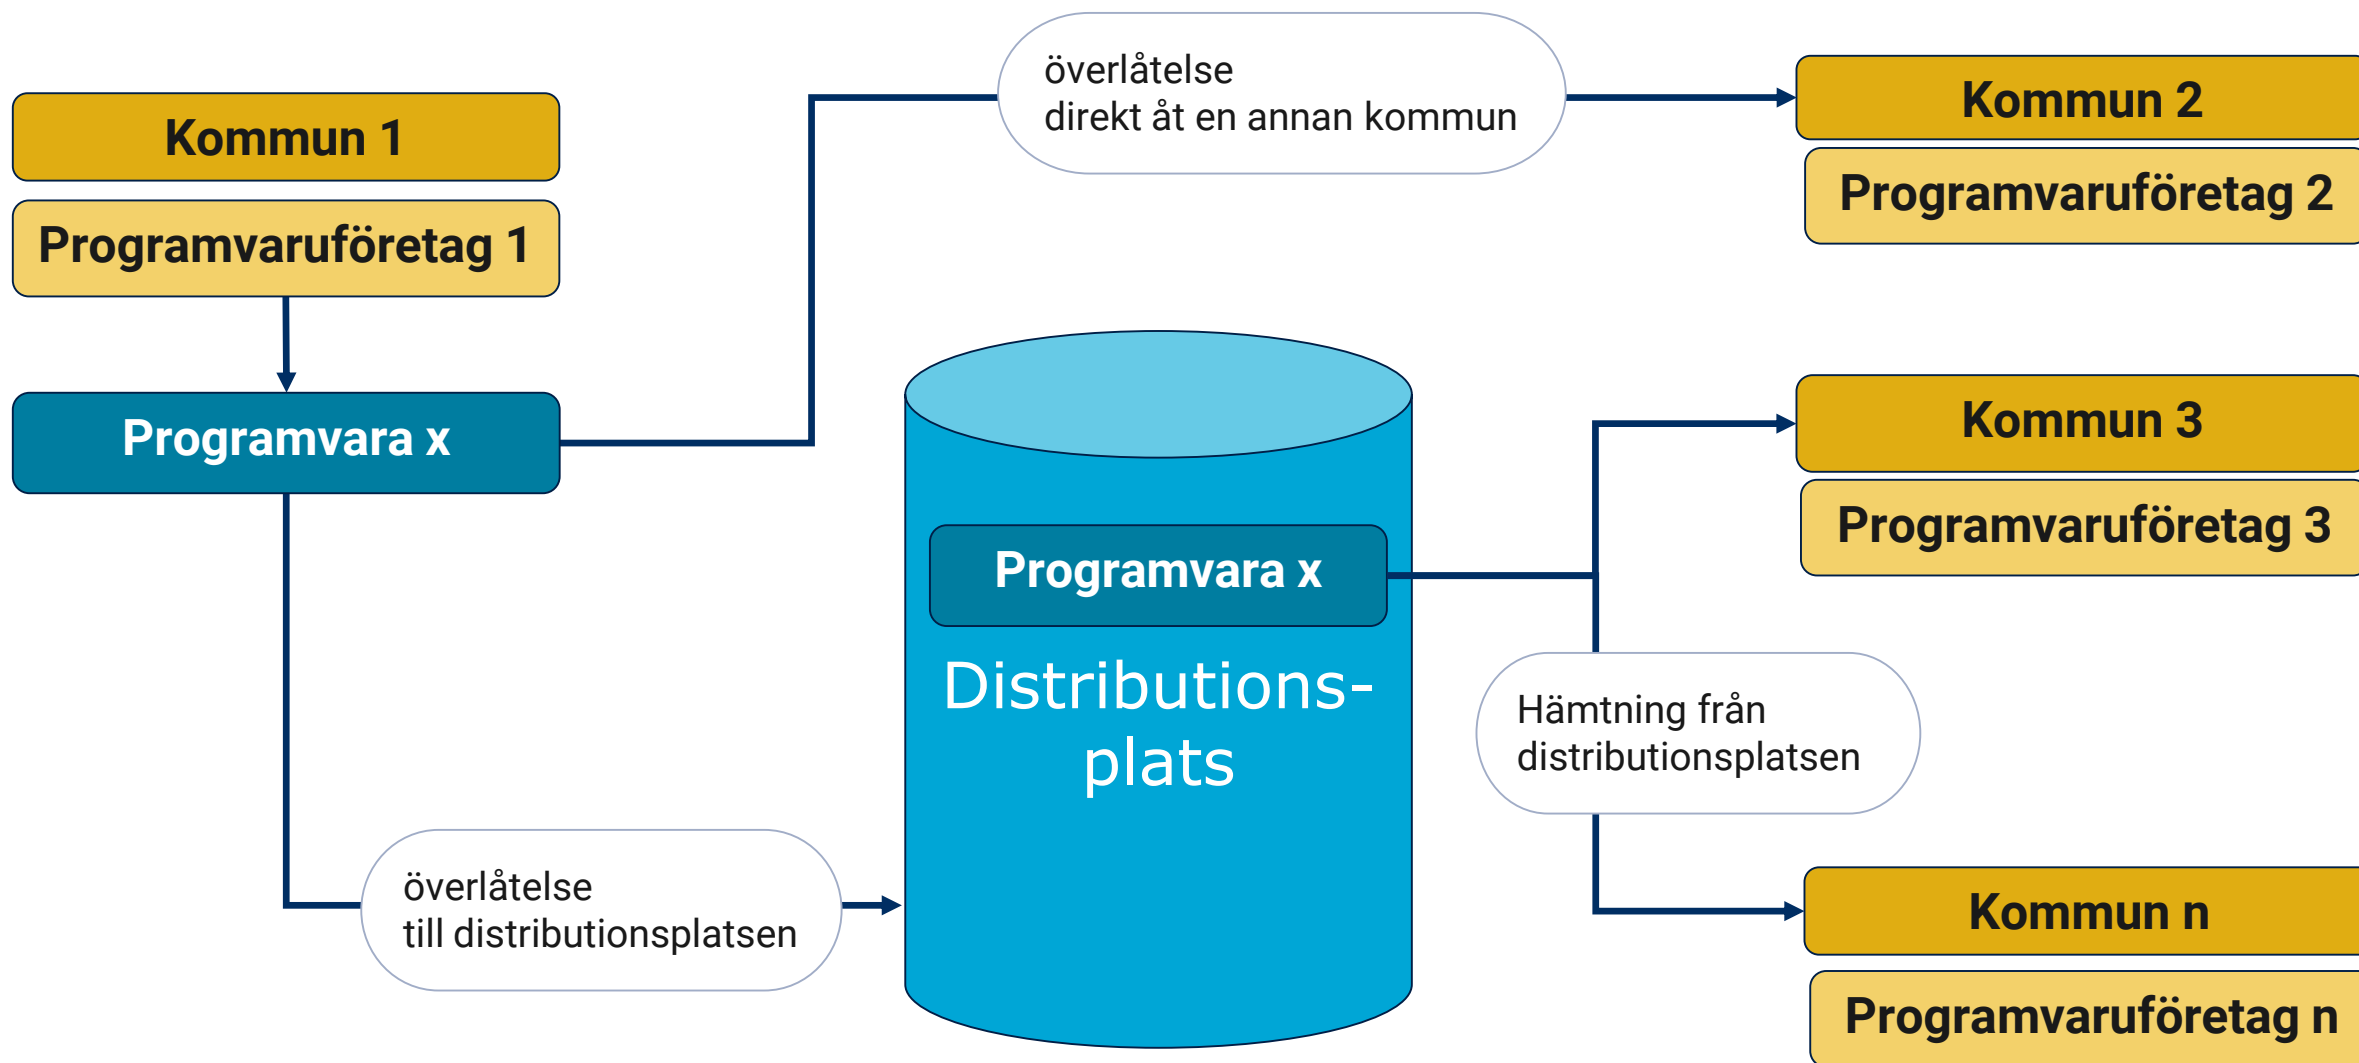 Kommun 1
Programvaruföretag 1
Programvara x
överlåtelse
direkt åt en annan kommun
Kommun 2
Programvaruföretag 2
Programvara x
Distributions-
plats
överlåtelse
till distributionsplatsen
Kommun 3
Programvaruföretag 3
Hämtning från
distributionsplatsen
Kommun n
Programvaruföretag n